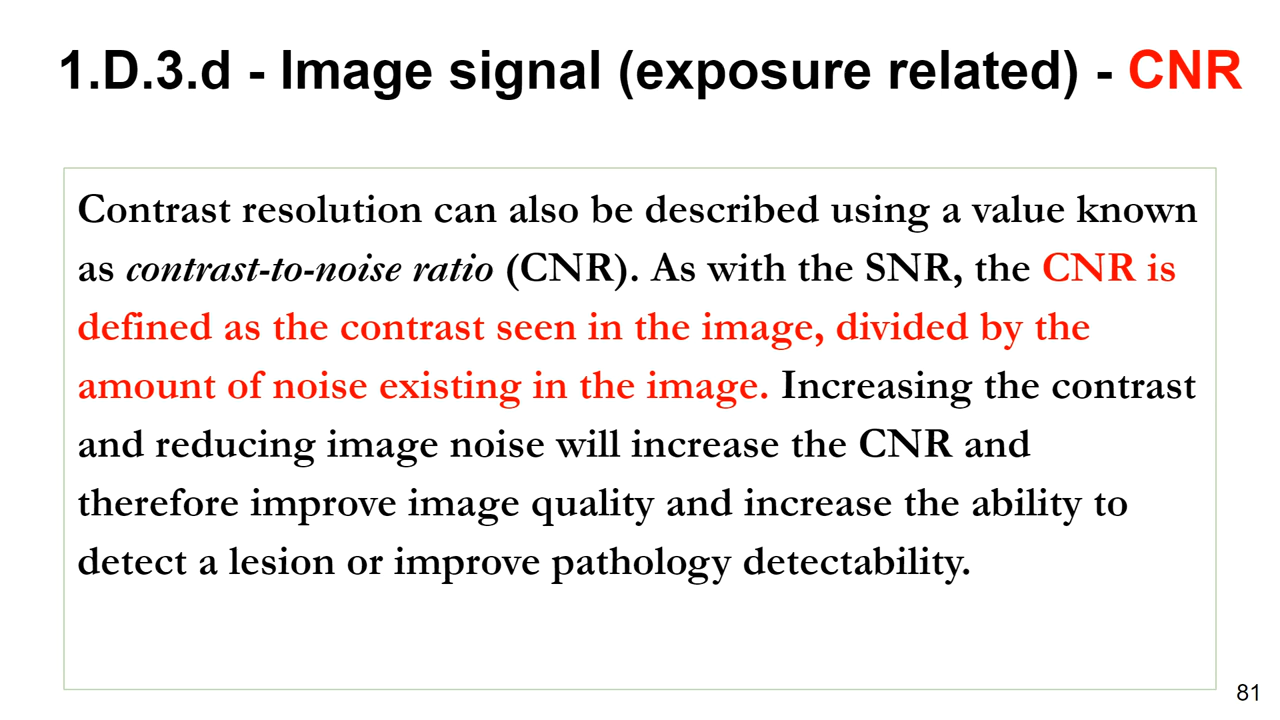 1.D.3.d - Image signal (exposure related) - CNR
Contrast resolution can also be described using a value known
as contrast-to-noise ratio (CNR). As with the SNR, the CNR is
defined as the contrast seen in the image, divided by the
amount of noise existing in the image. Increasing the contrast
and reducing image noise will increase the CNR and
therefore improve image quality and increase the ability to
detect a lesion or improve pathology detectability.
81